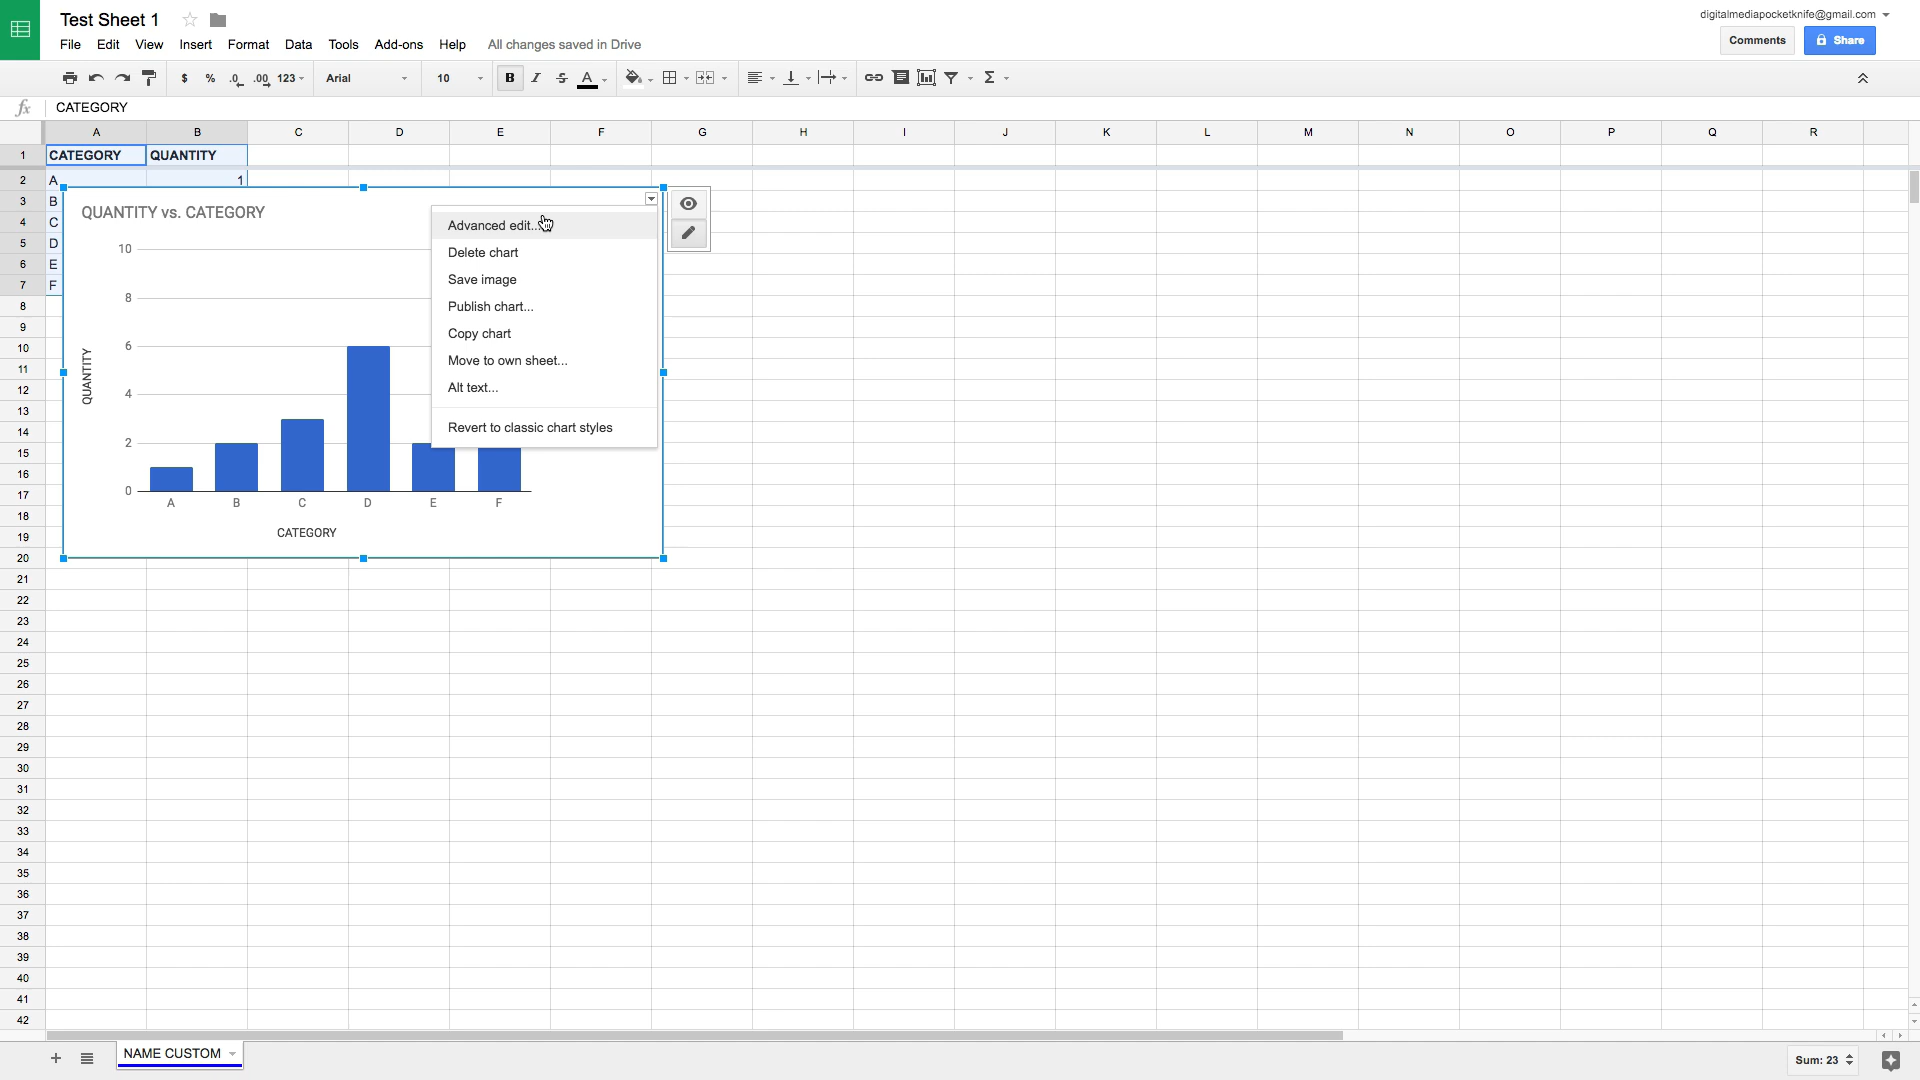 Test Sheet 1
digitalmediapocketknife@gmail.com
File Edit View Insert Format Data Tools Add-ons Help All changes saved in Drive
Comments Share
$ % .0 .00 123 Arial 10 B I S A Σ
fx CATEGORY
A B C D E F G H I J K L M N O P Q R
1 CATEGORY QUANTITY
2 A 1
3 B
4 C
5 D
6 E
7 F
8
9
10
11
12
13
14
15
16
17
18
19
20
21
22
23
24
25
26
27
28
29
30
31
32
33
34
35
36
37
38
39
40
41
42
QUANTITY vs. CATEGORY
10
8
6
4
2
0
QUANTITY
A B C D E F
CATEGORY
Advanced edit...
Delete chart
Save image
Publish chart...
Copy chart
Move to own sheet...
Alt text...
Revert to classic chart styles
+ NAME CUSTOM
Sum: 23